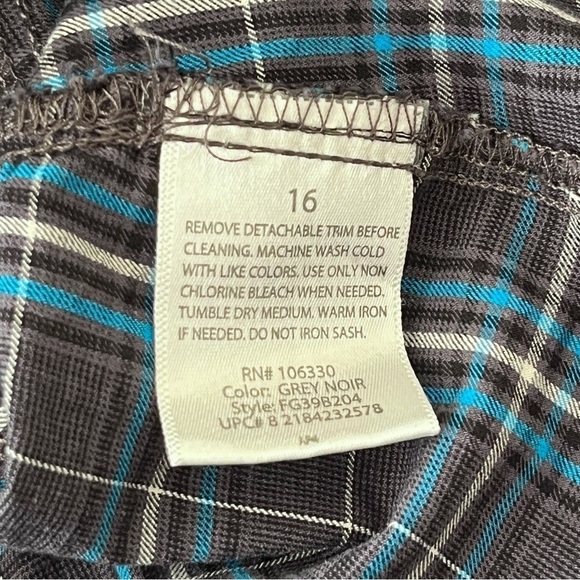 16
REMOVE DETACHABLE TRIM BEFORE
CLEANING. MACHINE WASH COLD
WITH LIKE COLORS. USE ONLY NON
CHLORINE BLEACH WHEN NEEDED.
TUMBLE DRY MEDIUM. WARM IRON
IF NEEDED. DO NOT IRON SASH.
RN# 106330
Color: GREY NOIR
Style: FG39B204
UPC# 8 2184232578